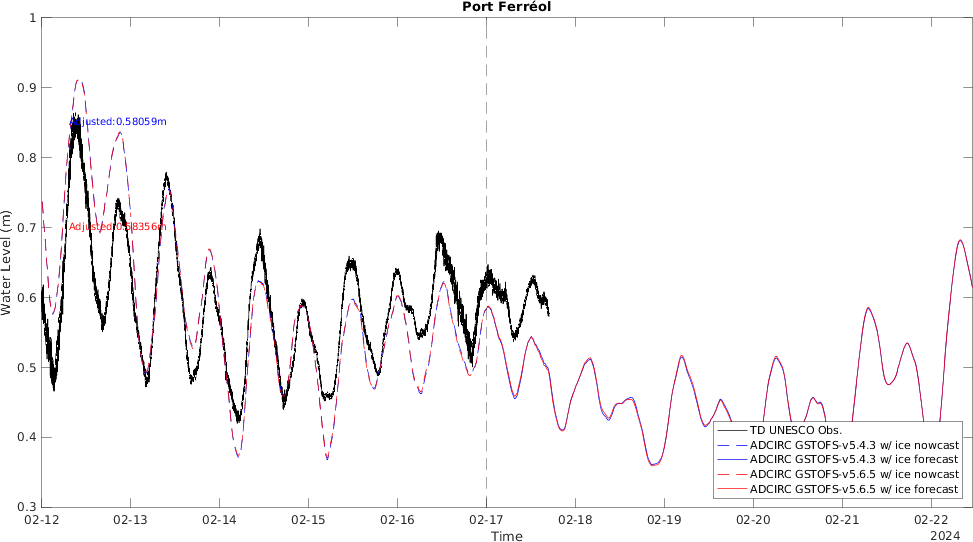 Port Ferréol
Water Level (m)
1
0.9
0.8
0.7
0.6
0.5
0.4
0.3
Adjusted:0.58059m
Adjusted:0.58356m
TD UNESCO Obs.
ADCIRC GSTOFS-v5.4.3 w/ ice nowcast
ADCIRC GSTOFS-v5.4.3 w/ ice forecast
ADCIRC GSTOFS-v5.6.5 w/ ice nowcast
ADCIRC GSTOFS-v5.6.5 w/ ice forecast
02-12 02-13 02-14 02-15 02-16 02-17 02-18 02-19 02-20 02-21 02-22
Time
2024